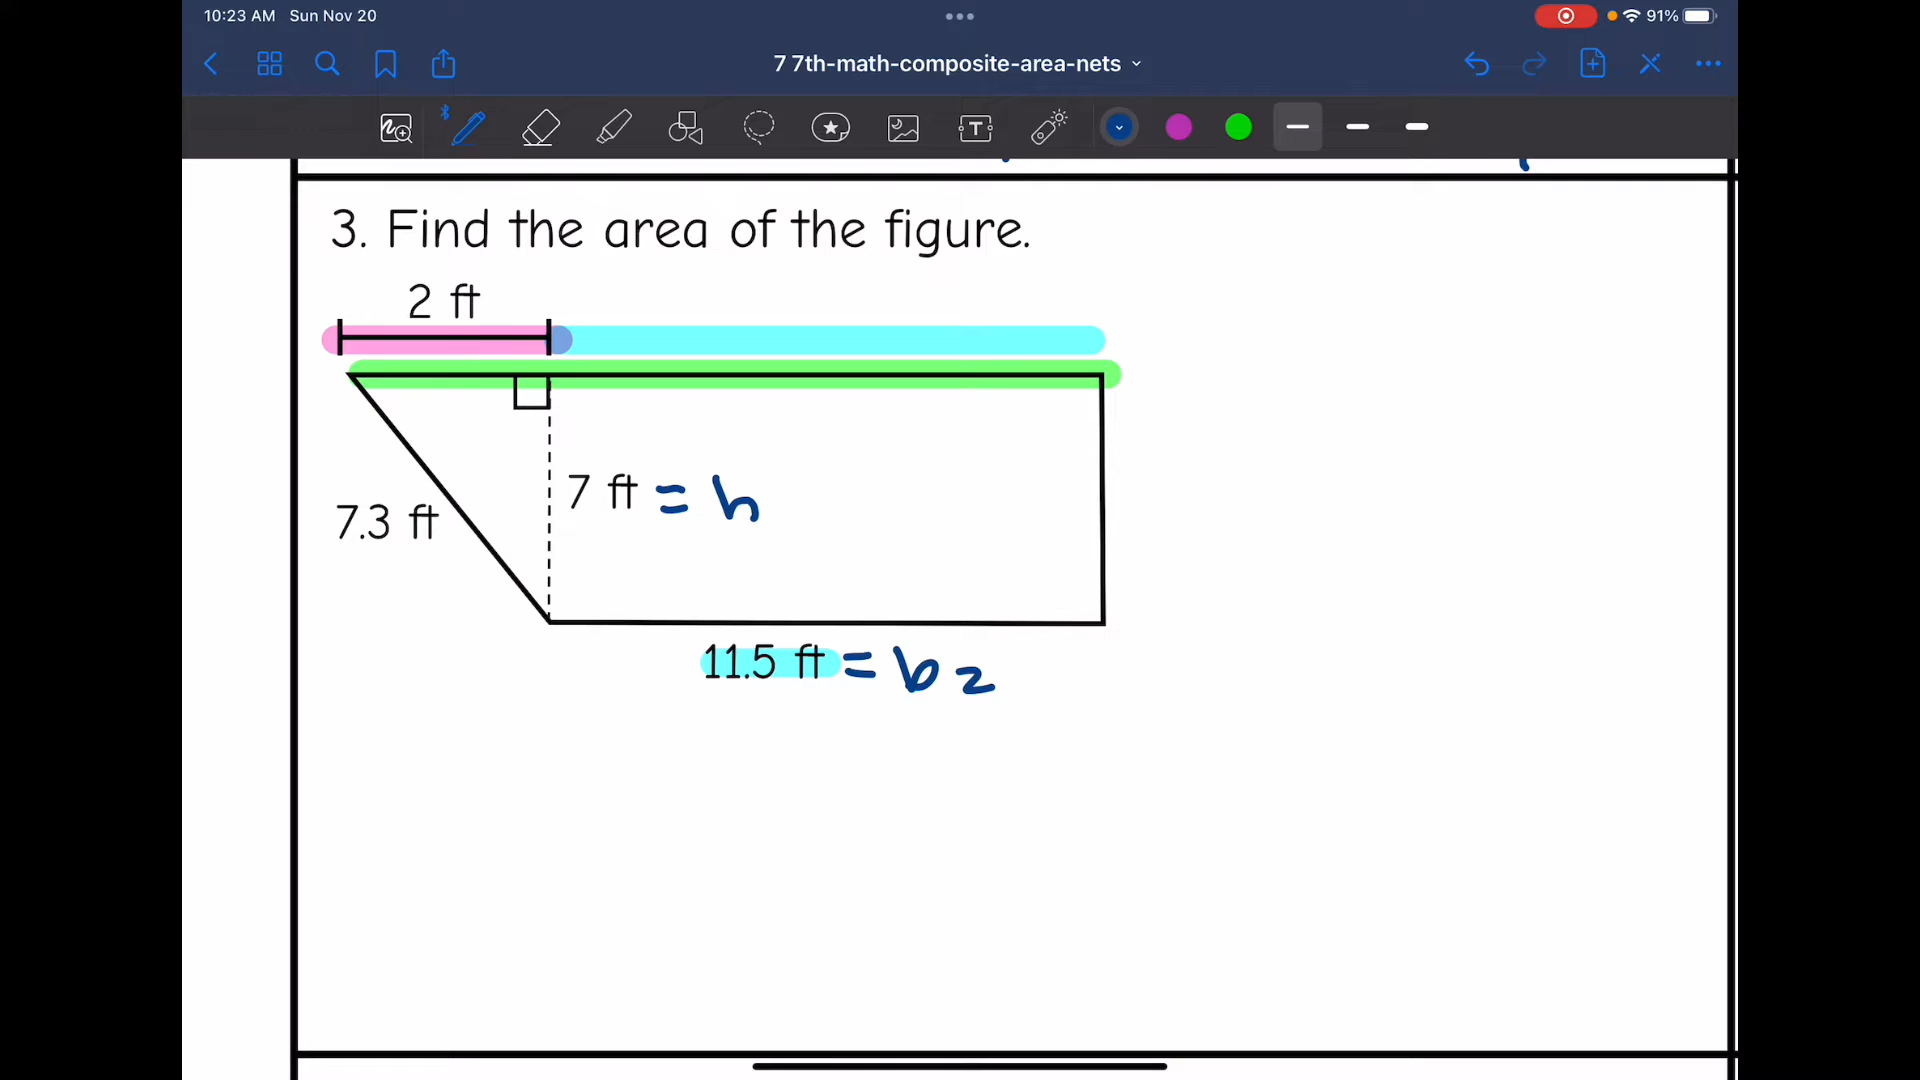 10:23 AM Sun Nov 20
91%
7 7th-math-composite-area-nets
3. Find the area of the figure.
2 ft
7 ft = h
7.3 ft
11.5 ft = b2